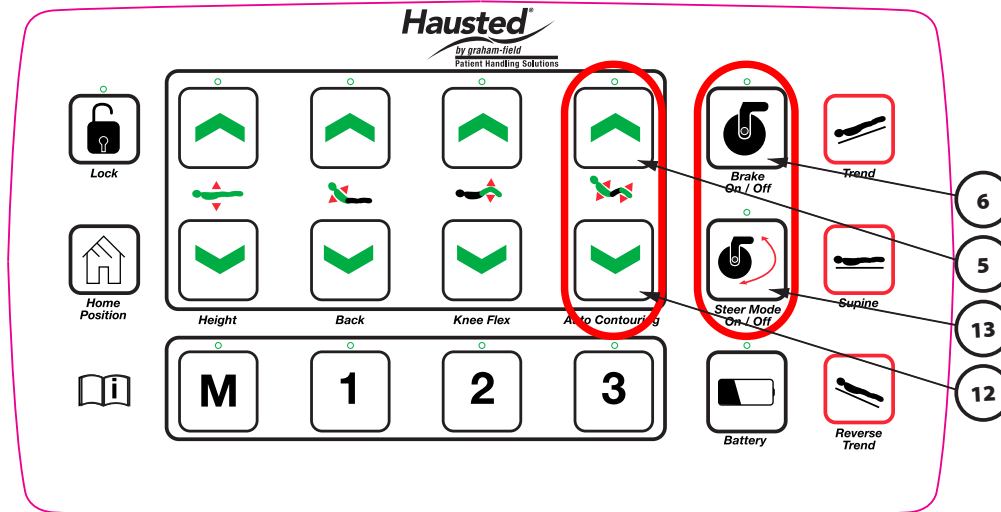 Hausted®
by graham-field
Patient Handling Solutions
Lock
Brake
On / Off
Trend
6
5
Home
Position
Height
Back
Knee Flex
Auto Contouring
Steer Mode
On / Off
Supine
13
12
i
M
1
2
3
Battery
Reverse
Trend